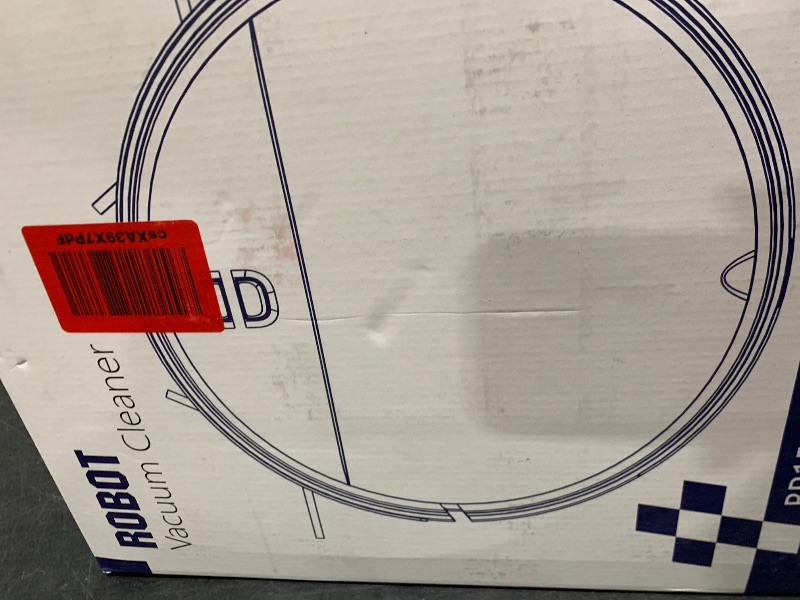 csXA39X7PdF
ROBOT
Vacuum Cleaner